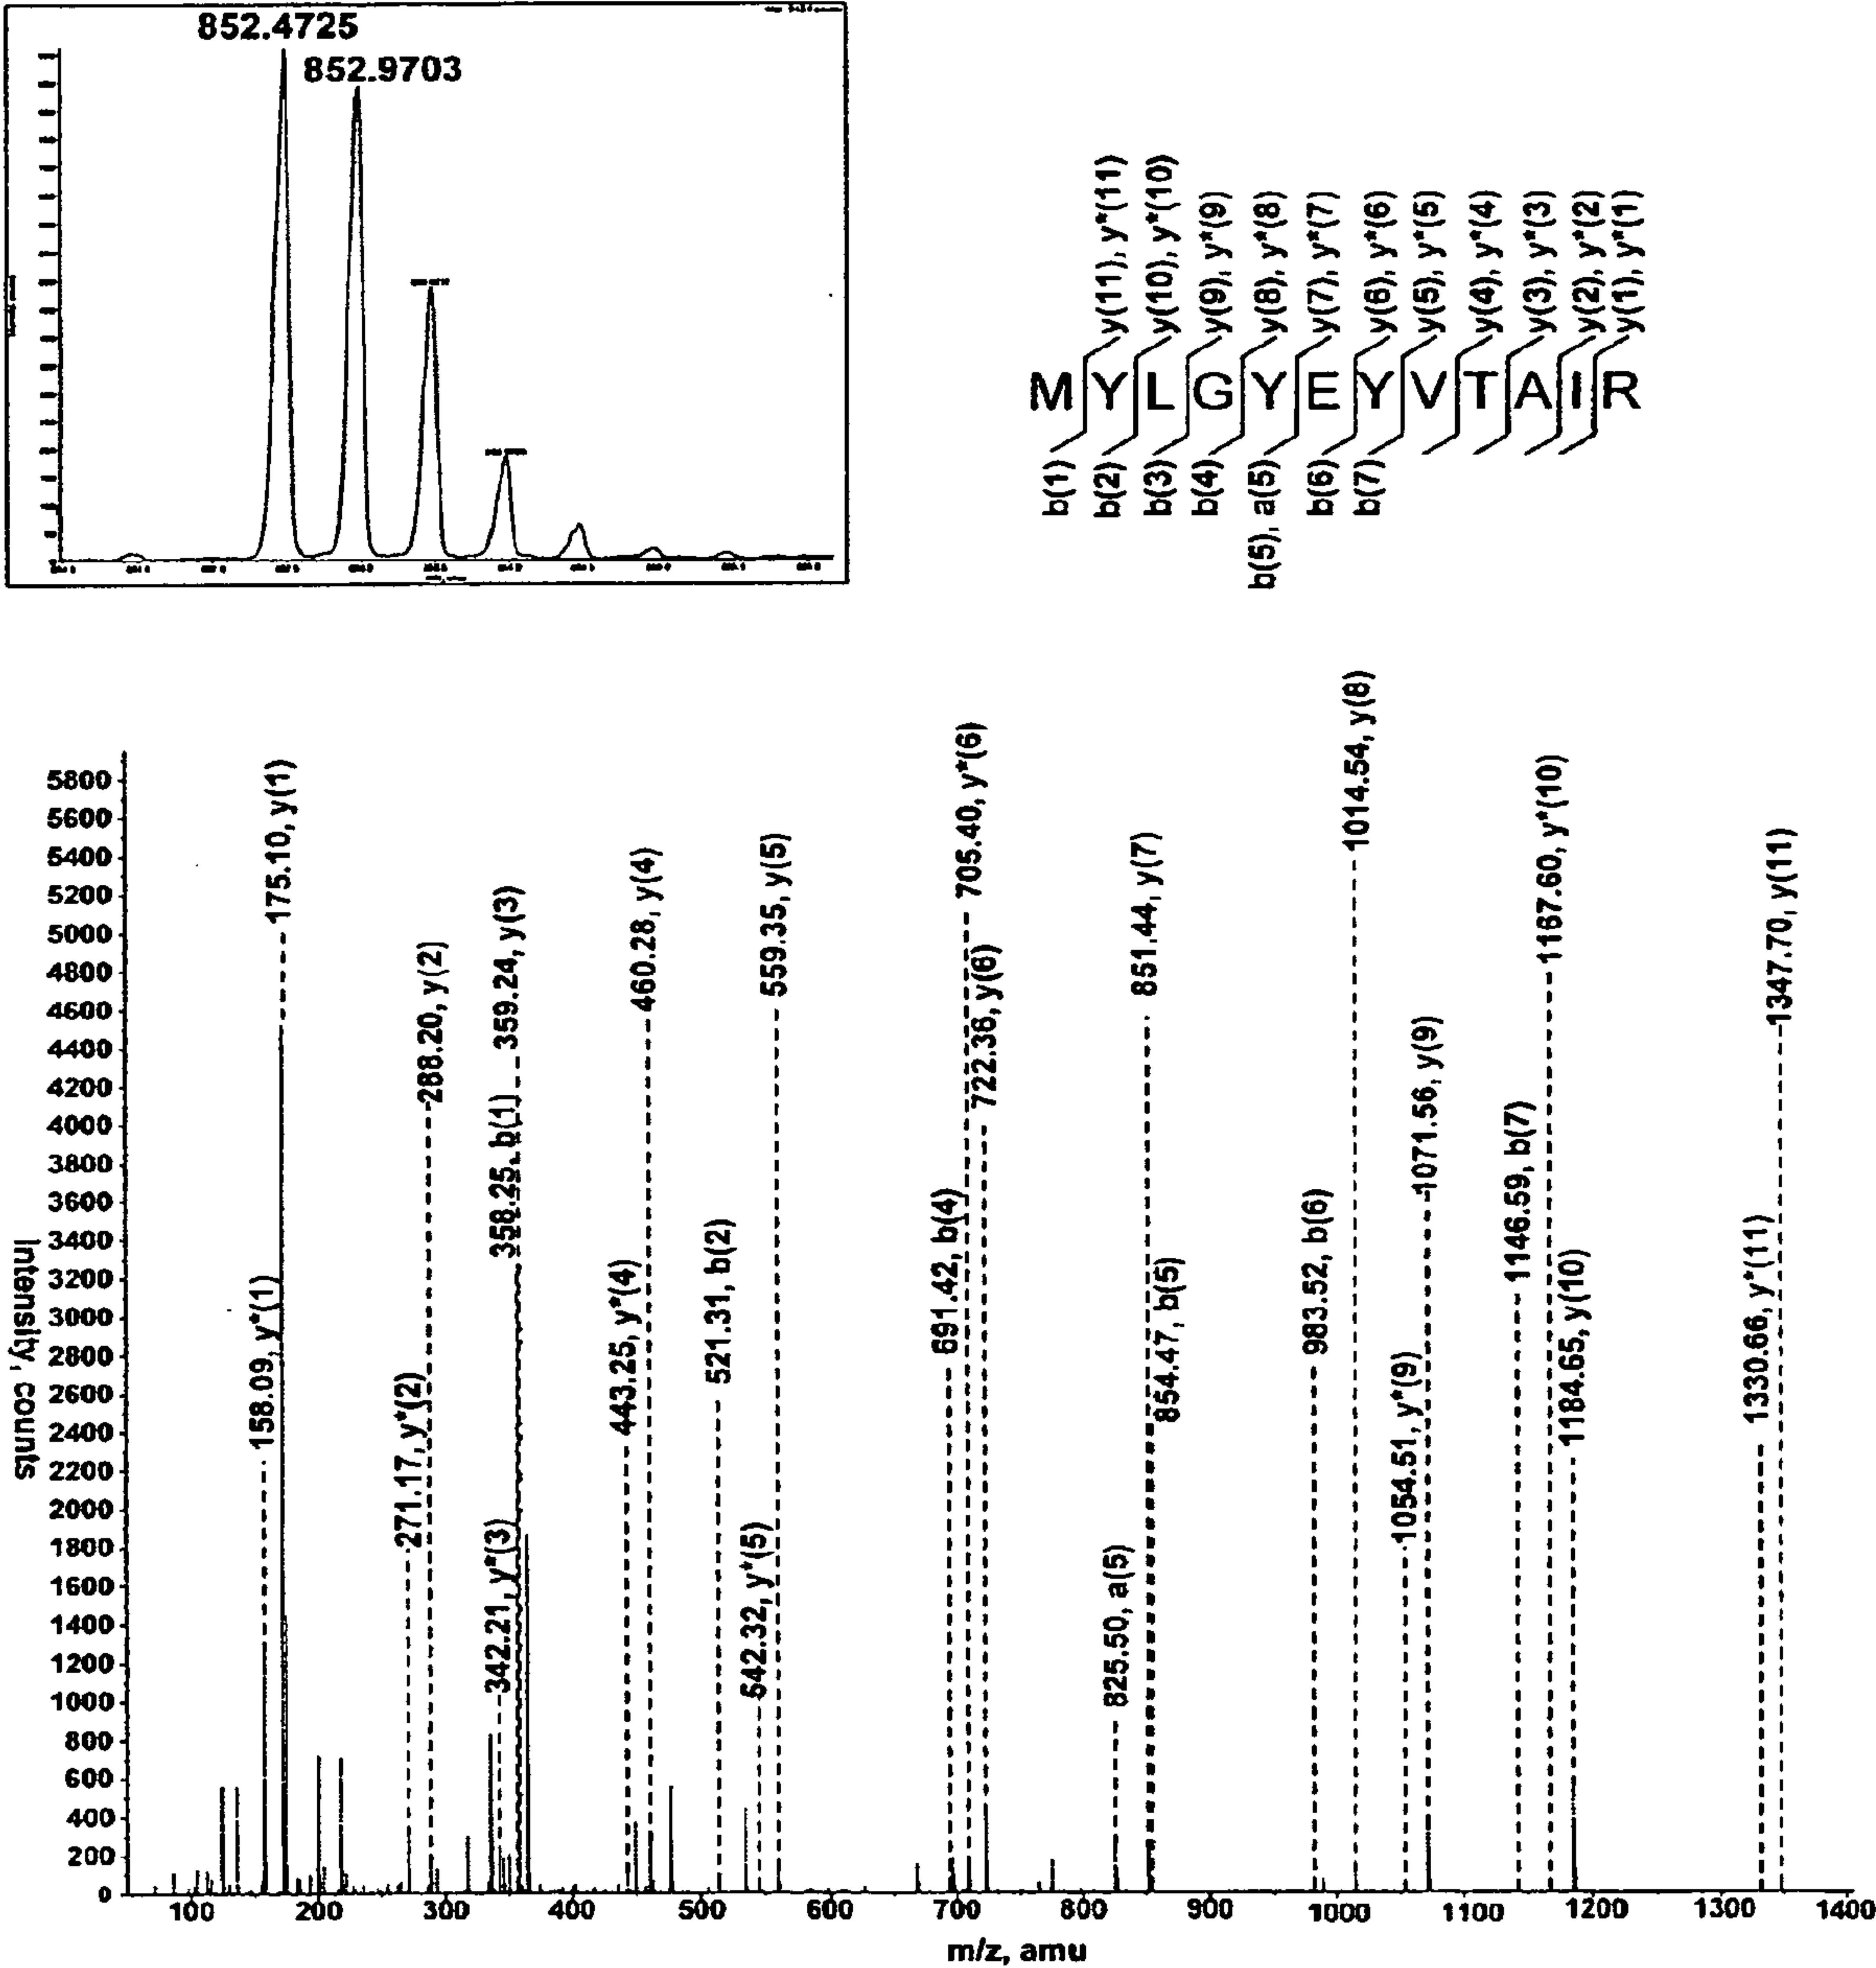 852.4725
852.9703
y(11), y*(11)
y(10), y*(10)
y(9), y*(9)
y(8), y*(8)
y(7), y*(7)
y(6), y*(6)
y(5), y*(5)
y(4), y*(4)
y(3), y*(3)
y(2), y*(2)
y(1), y*(1)
M Y L G Y E Y V T A I R
b(1)
b(2)
b(3)
b(4)
b(5), a(5)
b(6)
b(7)
Intensity, counts
5800
5600
5400
5200
5000
4800
4600
4400
4200
4000
3800
3600
3400
3200
3000
2800
2600
2400
2200
2000
1800
1600
1400
1200
1000
800
600
400
200
0
158.09, y*(1)
175.10, y(1)
271.17, y*(2)
288.20, y(2)
342.21, y*(3)
358.25, b(1)
359.24, y(3)
443.25, y*(4)
460.28, y(4)
521.31, b(2)
542.32, y*(5)
559.35, y(5)
691.42, b(4)
705.40, y*(6)
722.36, y(6)
825.50, a(5)
851.44, y(7)
854.47, b(5)
983.52, b(6)
1014.54, y(8)
1054.51, y*(9)
1071.56, y(9)
1146.59, b(7)
1167.60, y*(10)
1184.65, y(10)
1330.66, y*(11)
1347.70, y(11)
100 200 300 400 500 600 700 800 900 1000 1100 1200 1300 1400
m/z, amu